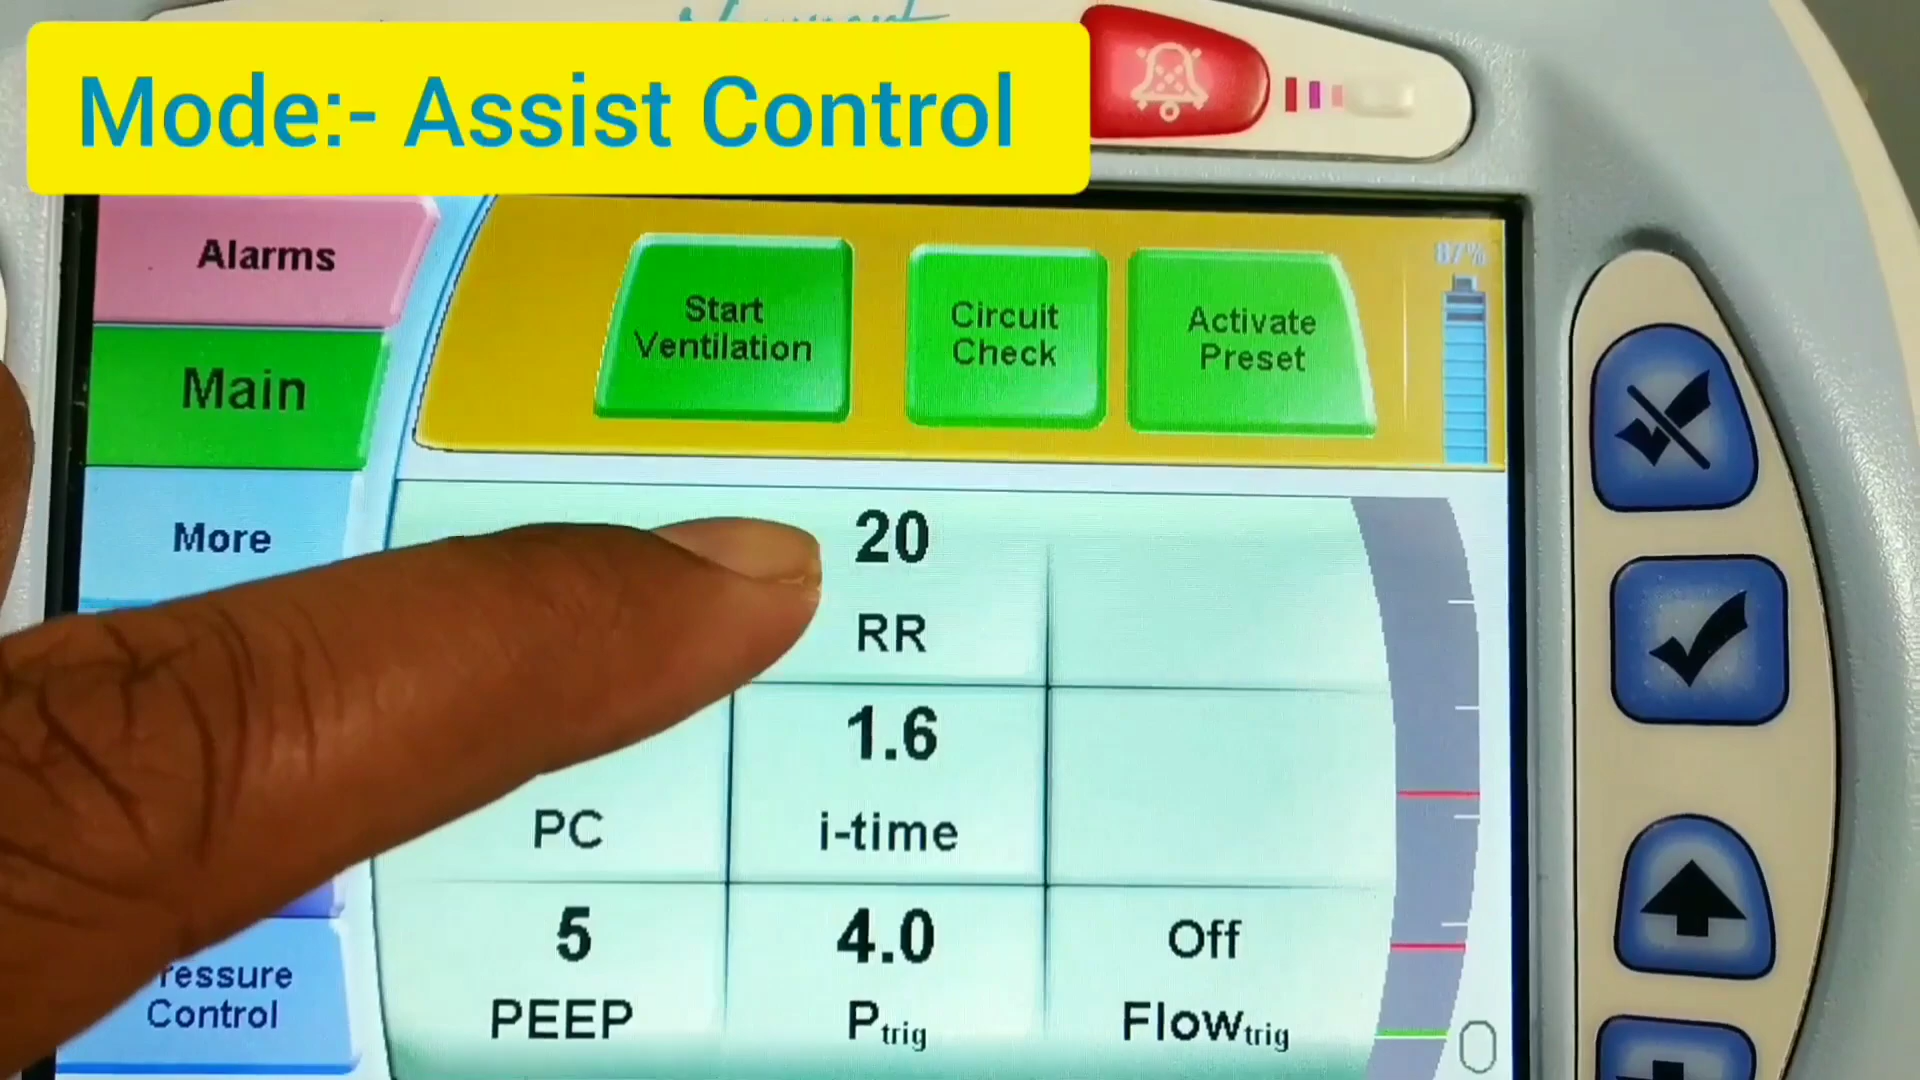 Mode:- Assist Control
Alarms
Start
Ventilation
Circuit
Check
Activate
Preset
87%
Main
More
20
RR
1.6
PC
i-time
5
4.0
Off
PEEP
Ptrig
Flowtrig
Control
0